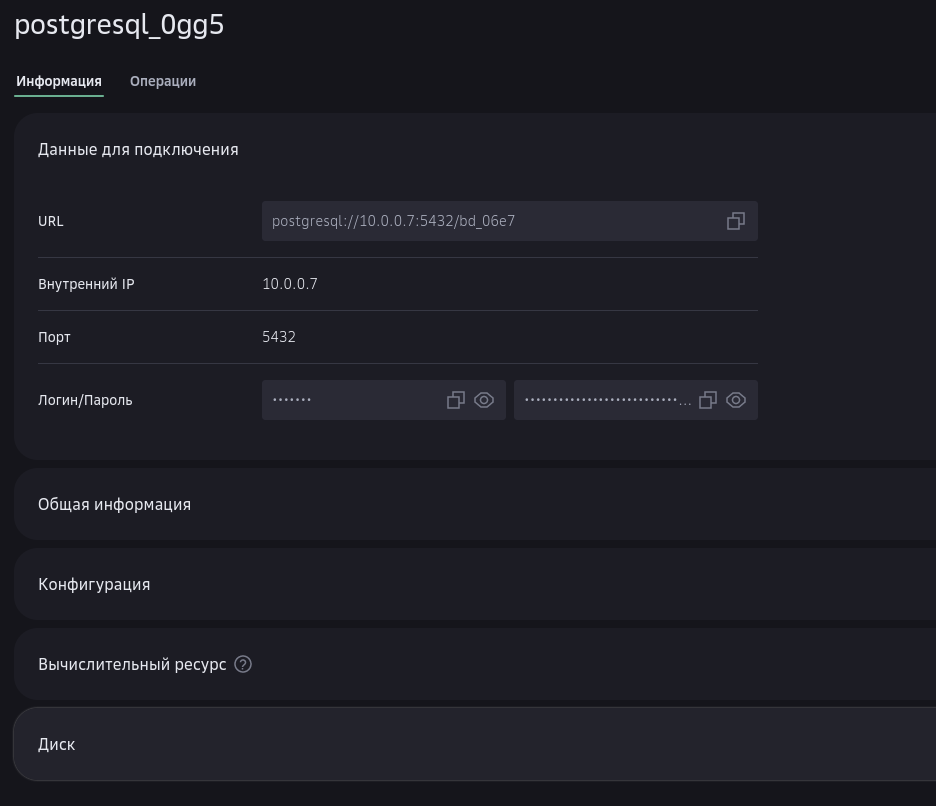 postgresql_0gg5
Информация Операции
Данные для подключения
URL postgresql://10.0.0.7:5432/bd_06e7
Внутренний IP 10.0.0.7
Порт 5432
Логин/Пароль ••••••• •••••••••••••••••••••••••••...
Общая информация
Конфигурация
Вычислительный ресурс ?
Диск